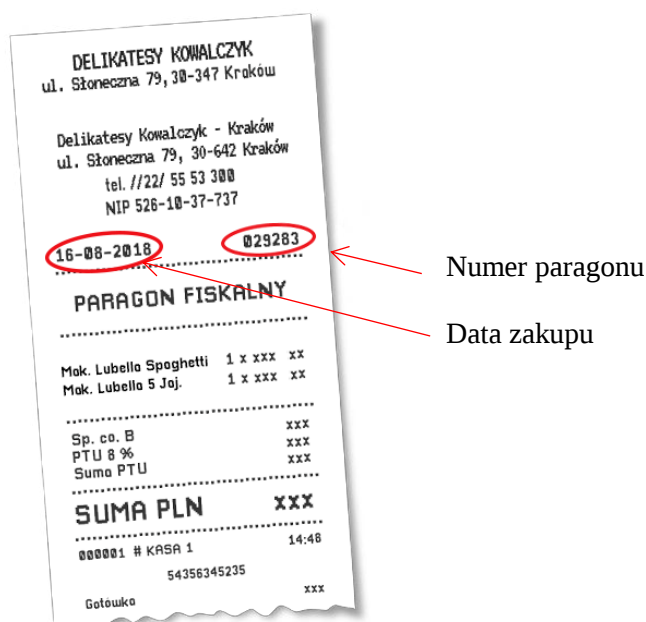 DELIKATESY KOWALCZYK
ul. Słoneczna 79, 30-347 Kraków
Delikatesy Kowalczyk - Kraków
ul. Słoneczna 79, 30-642 Kraków
tel. //22/ 55 53 300
NIP 526-10-37-737
16-08-2018 029283
PARAGON FISKALNY
Mak. Lubella Spaghetti 1 x xxx xx
Mak. Lubella 5 Jaj. 1 x xxx xx
Sp. co. B xxx
PTU 8 % xxx
Suma PTU xxx
SUMA PLN xxx
000001 # KASA 1 14:48
54356345235
Gotówka xxx
Numer paragonu
Data zakupu